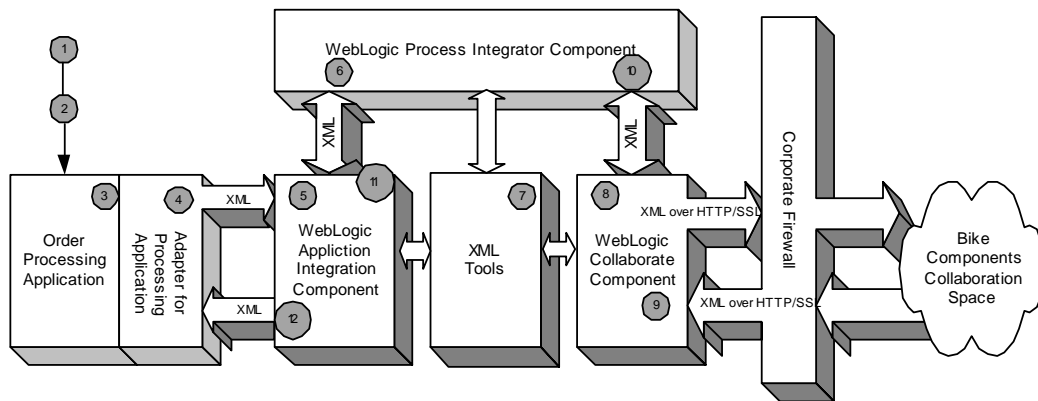 WebLogic Process Integrator Component
1
6
10
2
XML
XML
Corporate Firewall
11
3
4
5
7
8
XML
XML over HTTP/SSL
Order
Processing
Application
Adapter for
Processing
Application
WebLogic
Appliction
Integration
Component
XML
Tools
WebLogic
Collaborate
Component
Bike
Components
Collaboration
Space
XML
12
9
XML over HTTP/SSL